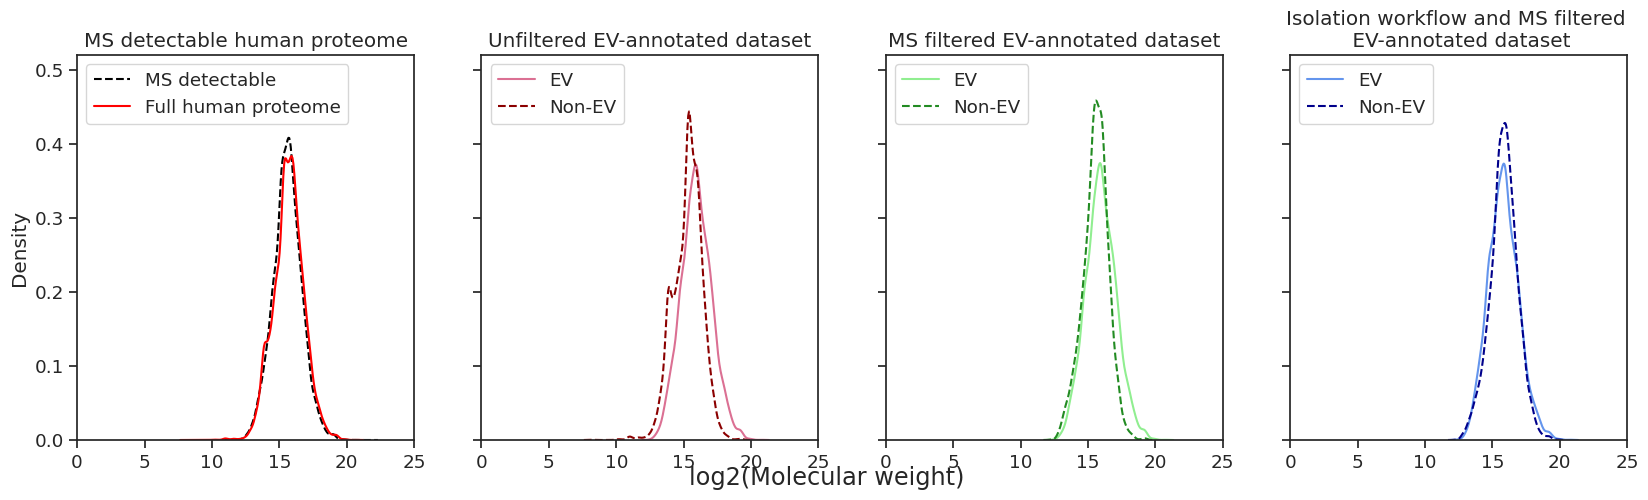 MS detectable human proteome
MS detectable
Full human proteome
Density
0.5
0.4
0.3
0.2
0.1
0.0
0 5 10 15 20 25
Unfiltered EV-annotated dataset
EV
Non-EV
0 5 10 15 20 25
MS filtered EV-annotated dataset
EV
Non-EV
0 5 10 15 20 25
Isolation workflow and MS filtered
EV-annotated dataset
EV
Non-EV
0 5 10 15 20 25
log2(Molecular weight)